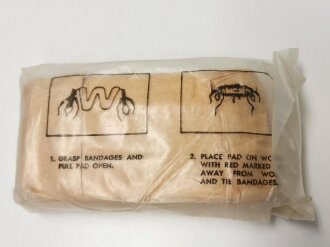 1. GRASP BANDAGES AND
PULL PAD OPEN.
2. PLACE PAD ON
WITH RED MARKED
AWAY FROM
AND TIE BANDAGES.